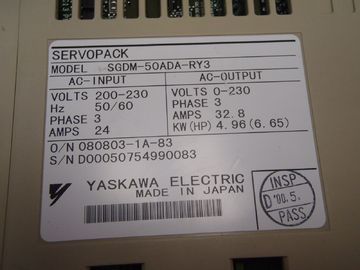 SERVOPACK
MODEL SGDM-50ADA-RY3
AC-INPUT AC-OUTPUT
VOLTS 200-230 VOLTS 0-230
Hz 50/60 PHASE 3
PHASE 3 AMPS 32.8
AMPS 24 KW(HP) 4.96(6.65)
O/N 080803-1A-83
S/N D00050754990083
YASKAWA ELECTRIC
MADE IN JAPAN
INSP
D '00.5.
PASS